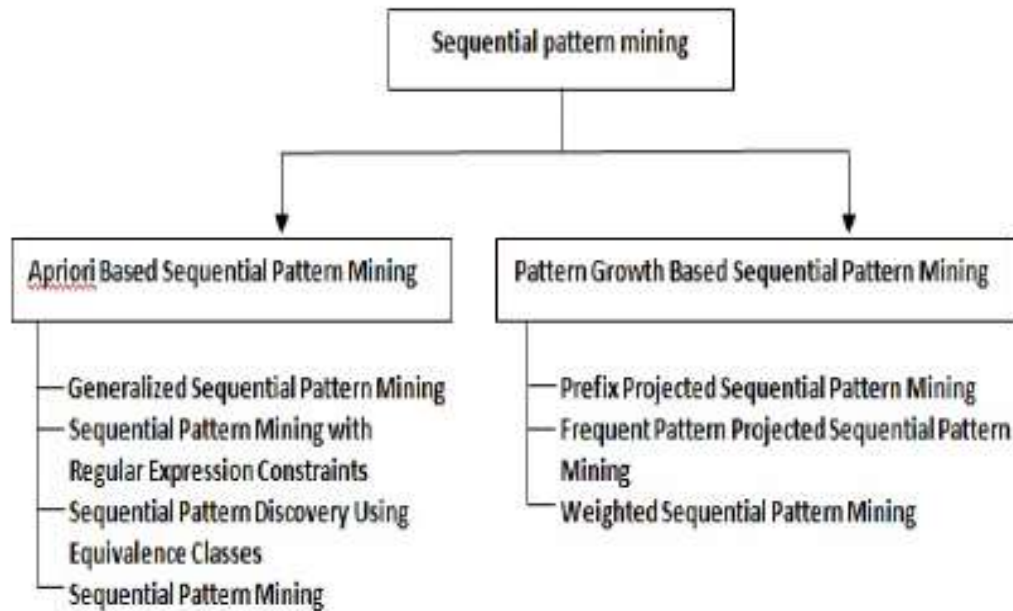 Sequential pattern mining
Apriori Based Sequential Pattern Mining
Generalized Sequential Pattern Mining
Sequential Pattern Mining with
Regular Expression Constraints
Sequential Pattern Discovery Using
Equivalence Classes
Sequential Pattern Mining
Pattern Growth Based Sequential Pattern Mining
Prefix Projected Sequential Pattern Mining
Frequent Pattern Projected Sequential Pattern
Mining
Weighted Sequential Pattern Mining